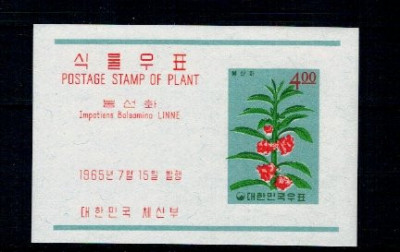 식물우표
POSTAGE STAMP OF PLANT
봉선화
Impatiens Balsamina LINNE
1965년 7월 15일 발행
대한민국 체신부
봉선화
4.00
대한민국우표